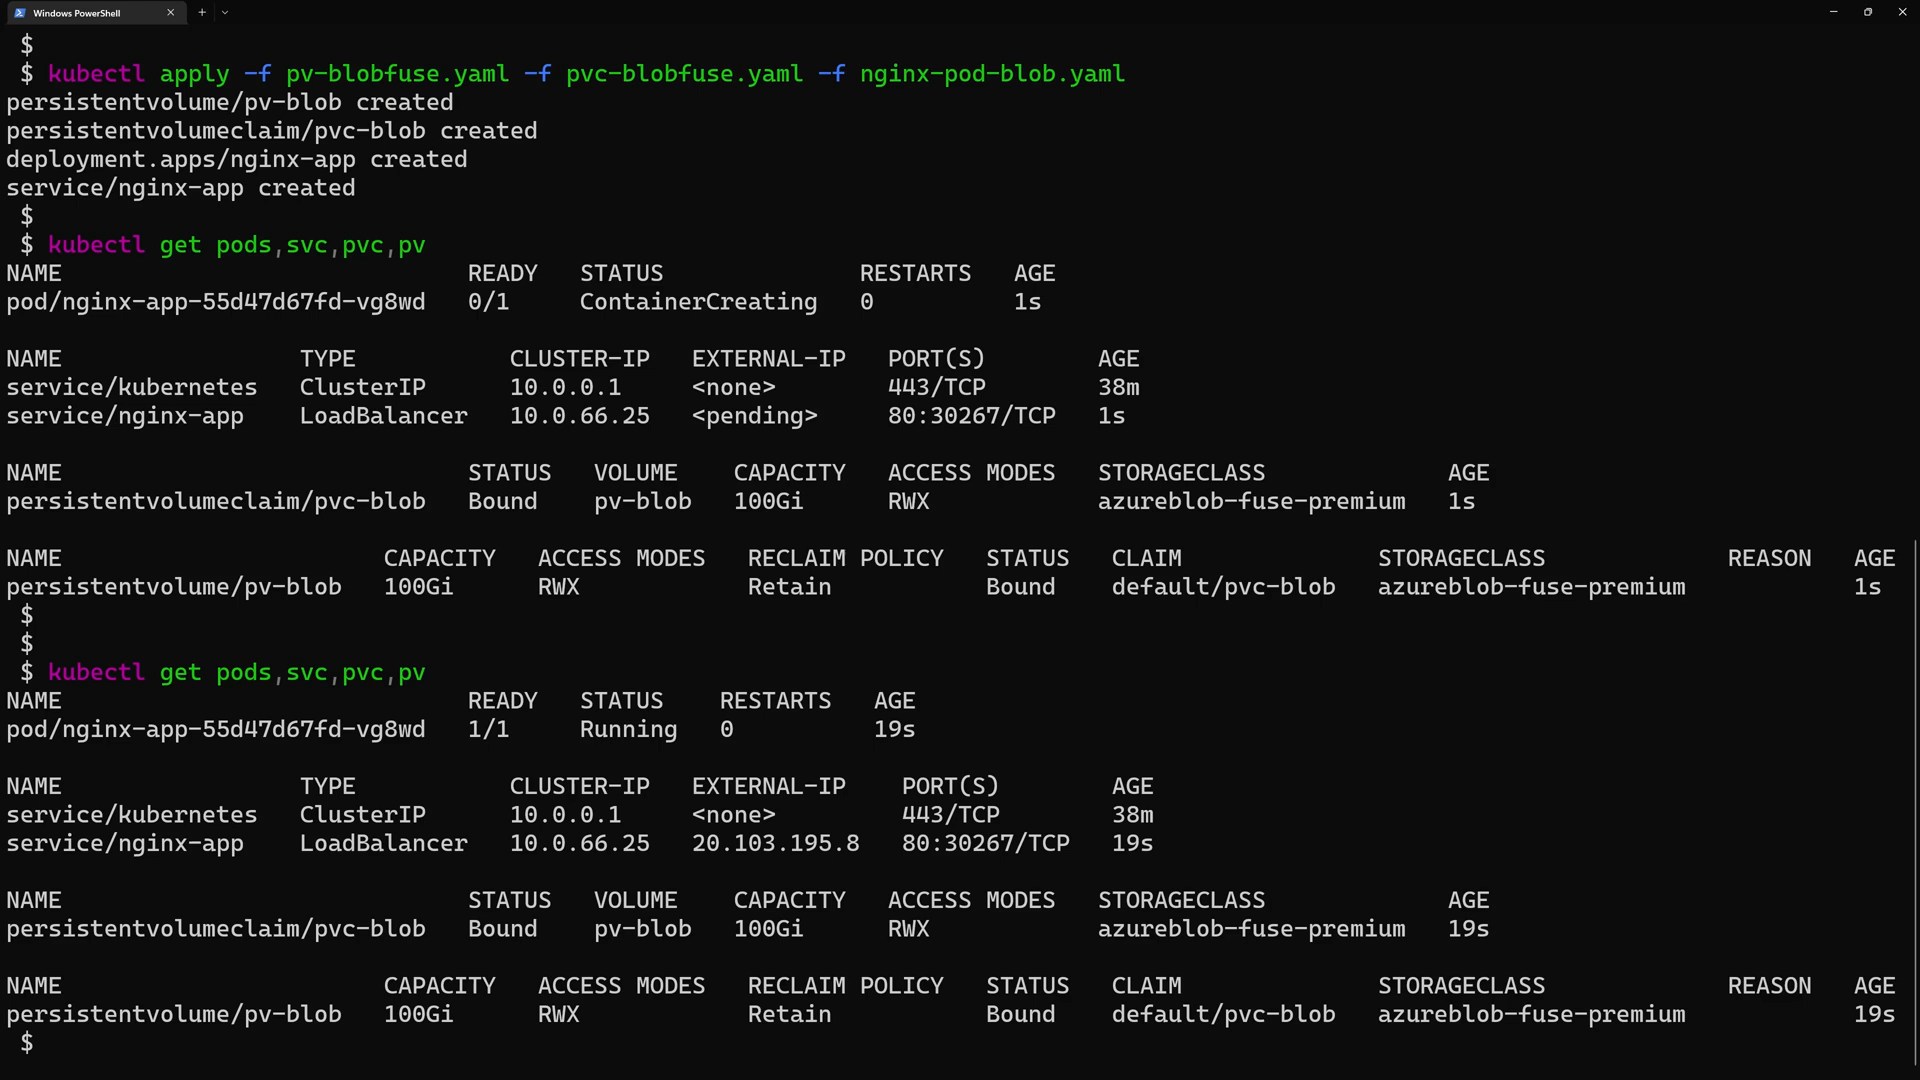 Windows PowerShell
$
$ kubectl apply -f pv-blobfuse.yaml -f pvc-blobfuse.yaml -f nginx-pod-blob.yaml
persistentvolume/pv-blob created
persistentvolumeclaim/pvc-blob created
deployment.apps/nginx-app created
service/nginx-app created
$
$ kubectl get pods,svc,pvc,pv
NAME READY STATUS RESTARTS AGE
pod/nginx-app-55d47d67fd-vg8wd 0/1 ContainerCreating 0 1s
NAME TYPE CLUSTER-IP EXTERNAL-IP PORT(S) AGE
service/kubernetes ClusterIP 10.0.0.1 <none> 443/TCP 38m
service/nginx-app LoadBalancer 10.0.66.25 <pending> 80:30267/TCP 1s
NAME STATUS VOLUME CAPACITY ACCESS MODES STORAGECLASS AGE
persistentvolumeclaim/pvc-blob Bound pv-blob 100Gi RWX azureblob-fuse-premium 1s
NAME CAPACITY ACCESS MODES RECLAIM POLICY STATUS CLAIM STORAGECLASS REASON AGE
persistentvolume/pv-blob 100Gi RWX Retain Bound default/pvc-blob azureblob-fuse-premium 1s
$
$
$ kubectl get pods,svc,pvc,pv
NAME READY STATUS RESTARTS AGE
pod/nginx-app-55d47d67fd-vg8wd 1/1 Running 0 19s
NAME TYPE CLUSTER-IP EXTERNAL-IP PORT(S) AGE
service/kubernetes ClusterIP 10.0.0.1 <none> 443/TCP 38m
service/nginx-app LoadBalancer 10.0.66.25 20.103.195.8 80:30267/TCP 19s
NAME STATUS VOLUME CAPACITY ACCESS MODES STORAGECLASS AGE
persistentvolumeclaim/pvc-blob Bound pv-blob 100Gi RWX azureblob-fuse-premium 19s
NAME CAPACITY ACCESS MODES RECLAIM POLICY STATUS CLAIM STORAGECLASS REASON AGE
persistentvolume/pv-blob 100Gi RWX Retain Bound default/pvc-blob azureblob-fuse-premium 19s
$